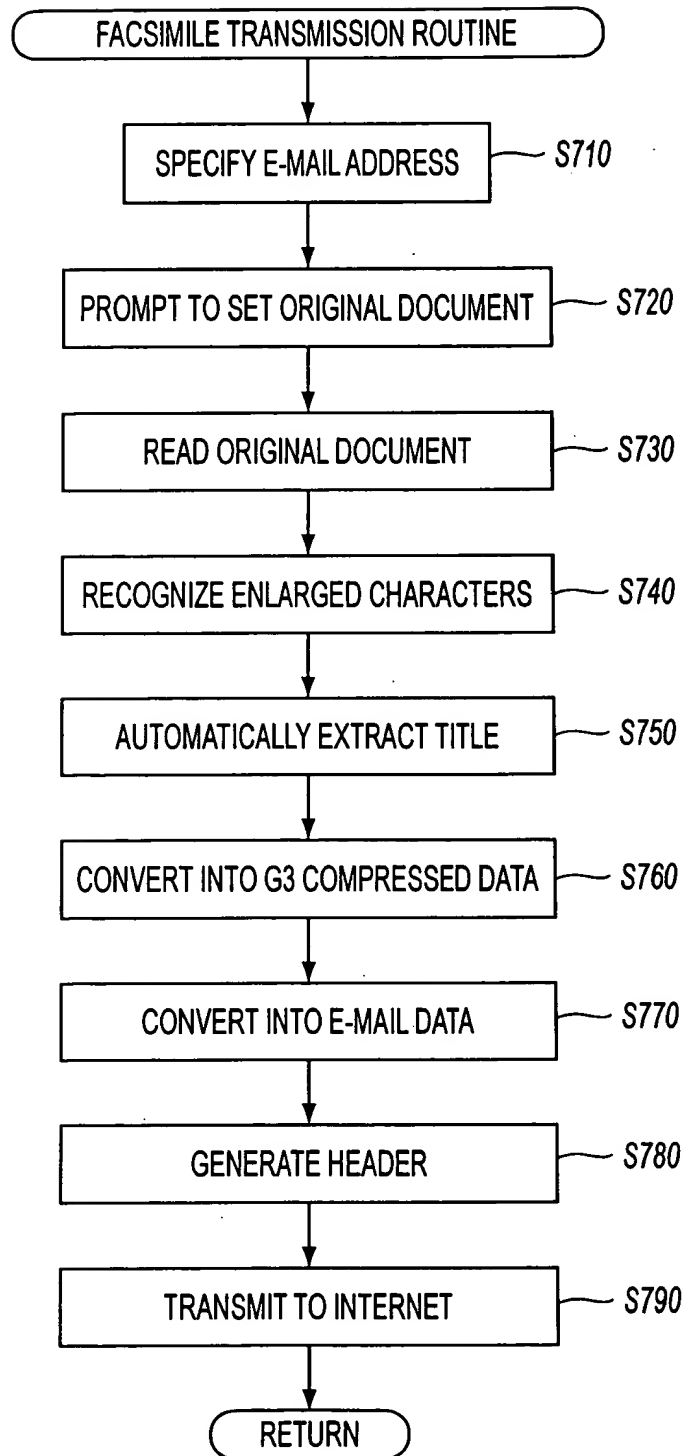 FACSIMILE TRANSMISSION ROUTINE
SPECIFY E-MAIL ADDRESS S710
PROMPT TO SET ORIGINAL DOCUMENT S720
READ ORIGINAL DOCUMENT S730
RECOGNIZE ENLARGED CHARACTERS S740
AUTOMATICALLY EXTRACT TITLE S750
CONVERT INTO G3 COMPRESSED DATA S760
CONVERT INTO E-MAIL DATA S770
GENERATE HEADER S780
TRANSMIT TO INTERNET S790
RETURN